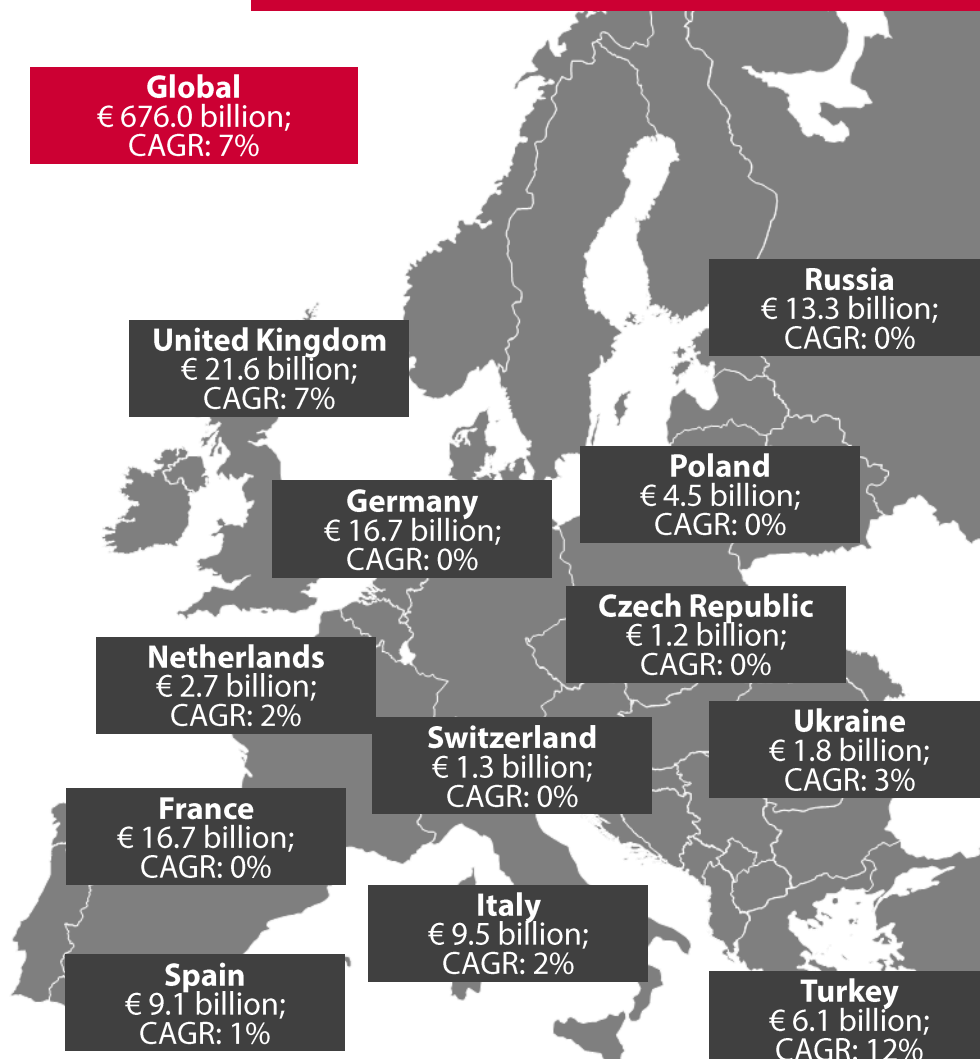 Global
€ 676.0 billion;
CAGR: 7%
Russia
€ 13.3 billion;
CAGR: 0%
United Kingdom
€ 21.6 billion;
CAGR: 7%
Poland
€ 4.5 billion;
CAGR: 0%
Germany
€ 16.7 billion;
CAGR: 0%
Czech Republic
€ 1.2 billion;
CAGR: 0%
Netherlands
€ 2.7 billion;
CAGR: 2%
Ukraine
€ 1.8 billion;
CAGR: 3%
Switzerland
€ 1.3 billion;
CAGR: 0%
France
€ 16.7 billion;
CAGR: 0%
Italy
€ 9.5 billion;
CAGR: 2%
Spain
€ 9.1 billion;
CAGR: 1%
Turkey
€ 6.1 billion;
CAGR: 12%